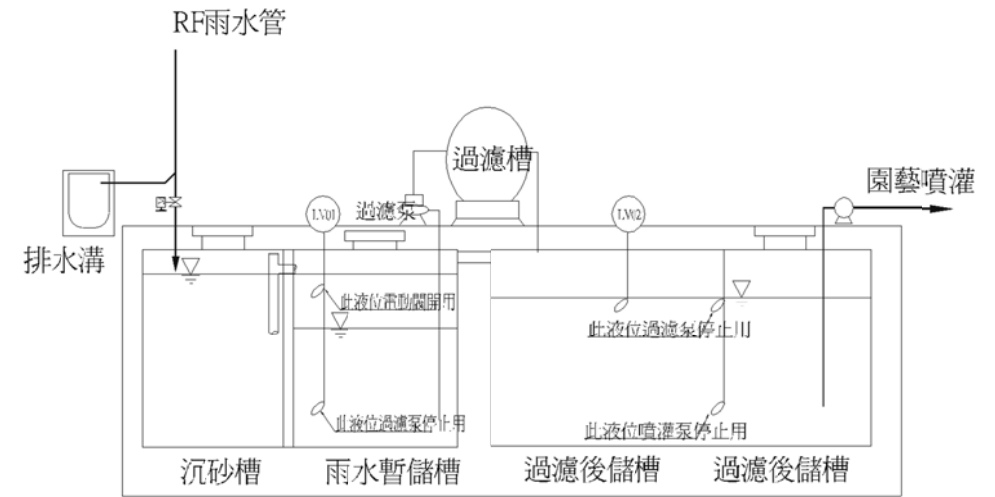 RF雨水管
過濾槽
園藝噴灌
LV01
過濾泵
LV02
排水溝
此液位電動閥開用
此液位過濾泵停止用
此液位過濾泵停止用
此液位噴灌泵停止用
沉砂槽
雨水暫儲槽
過濾後儲槽
過濾後儲槽